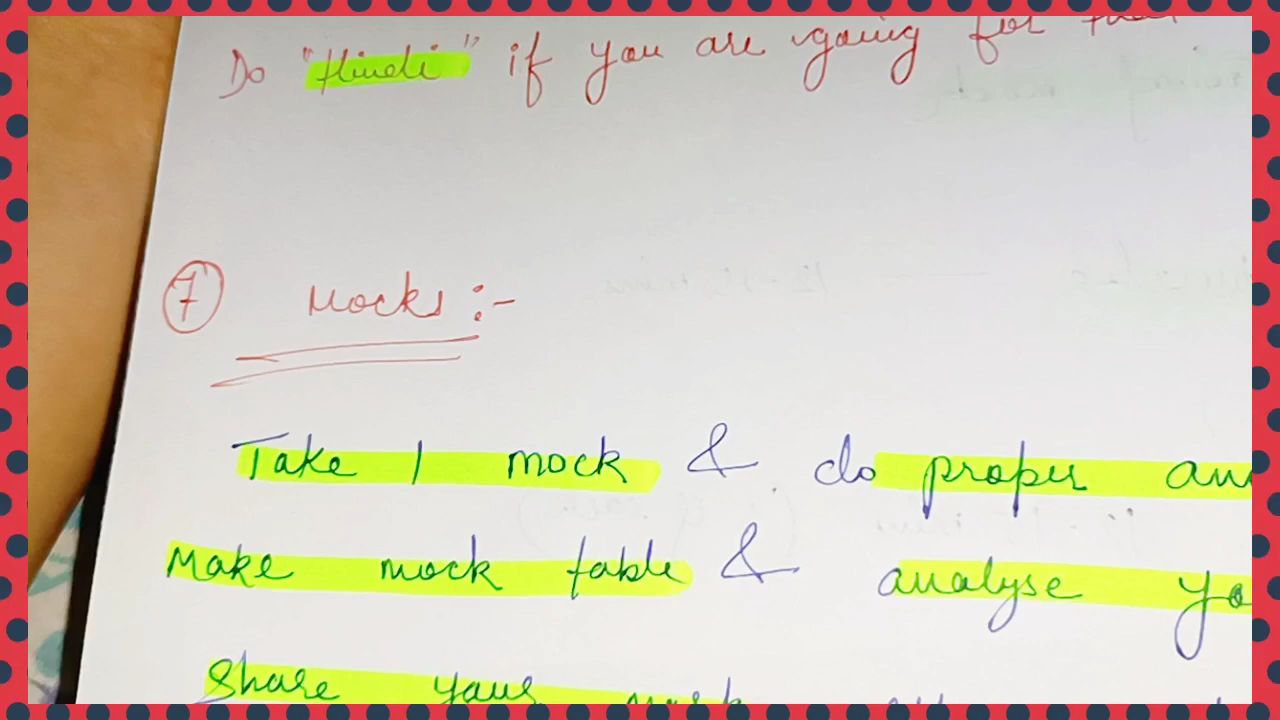 Do "Hindi" if you are going for
7 Mocks :-
Take 1 mock & do proper
Make mock table & analyse
Share your